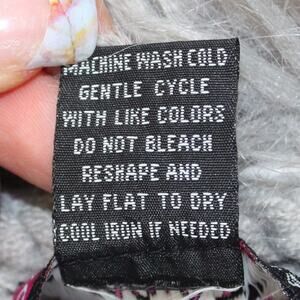 MACHINE WASH COLD
GENTLE CYCLE
WITH LIKE COLORS
DO NOT BLEACH
RESHAPE AND
LAY FLAT TO DRY
COOL IRON IF NEEDED